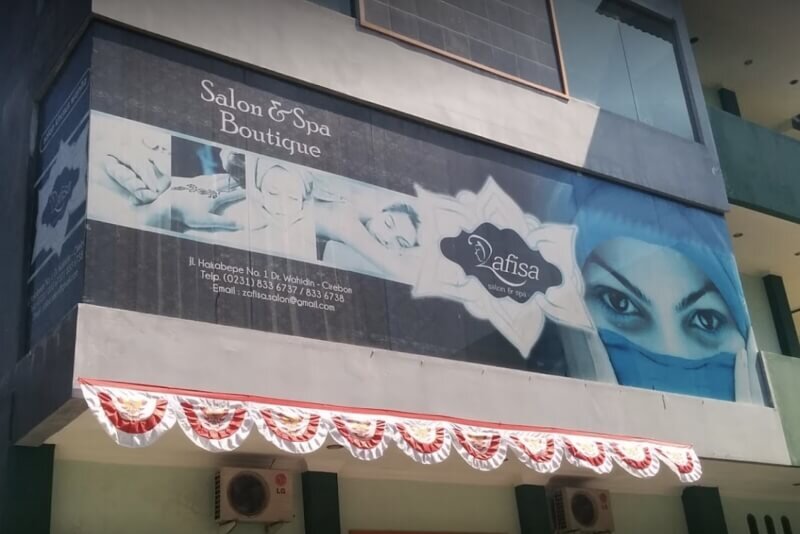 Salon & Spa
Boutique
jl. Hakabepe No. 1 Dr. Wahidin - Cirebon
Telp. (0231) 833 6737 / 833 6738
Email : zafisa.salon@gmail.com
Zafisa
salon & spa
LG
LG